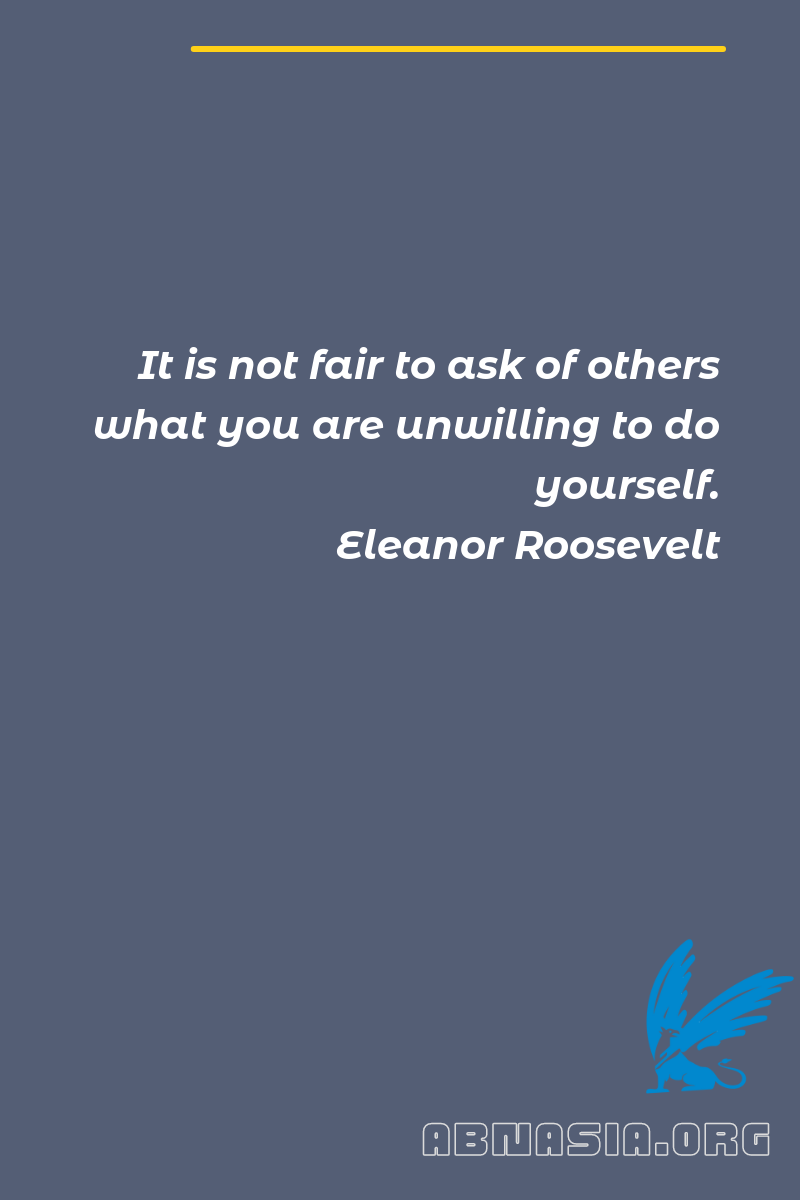 It is not fair to ask of others
what you are unwilling to do
yourself.
Eleanor Roosevelt
ABNASIA.ORG